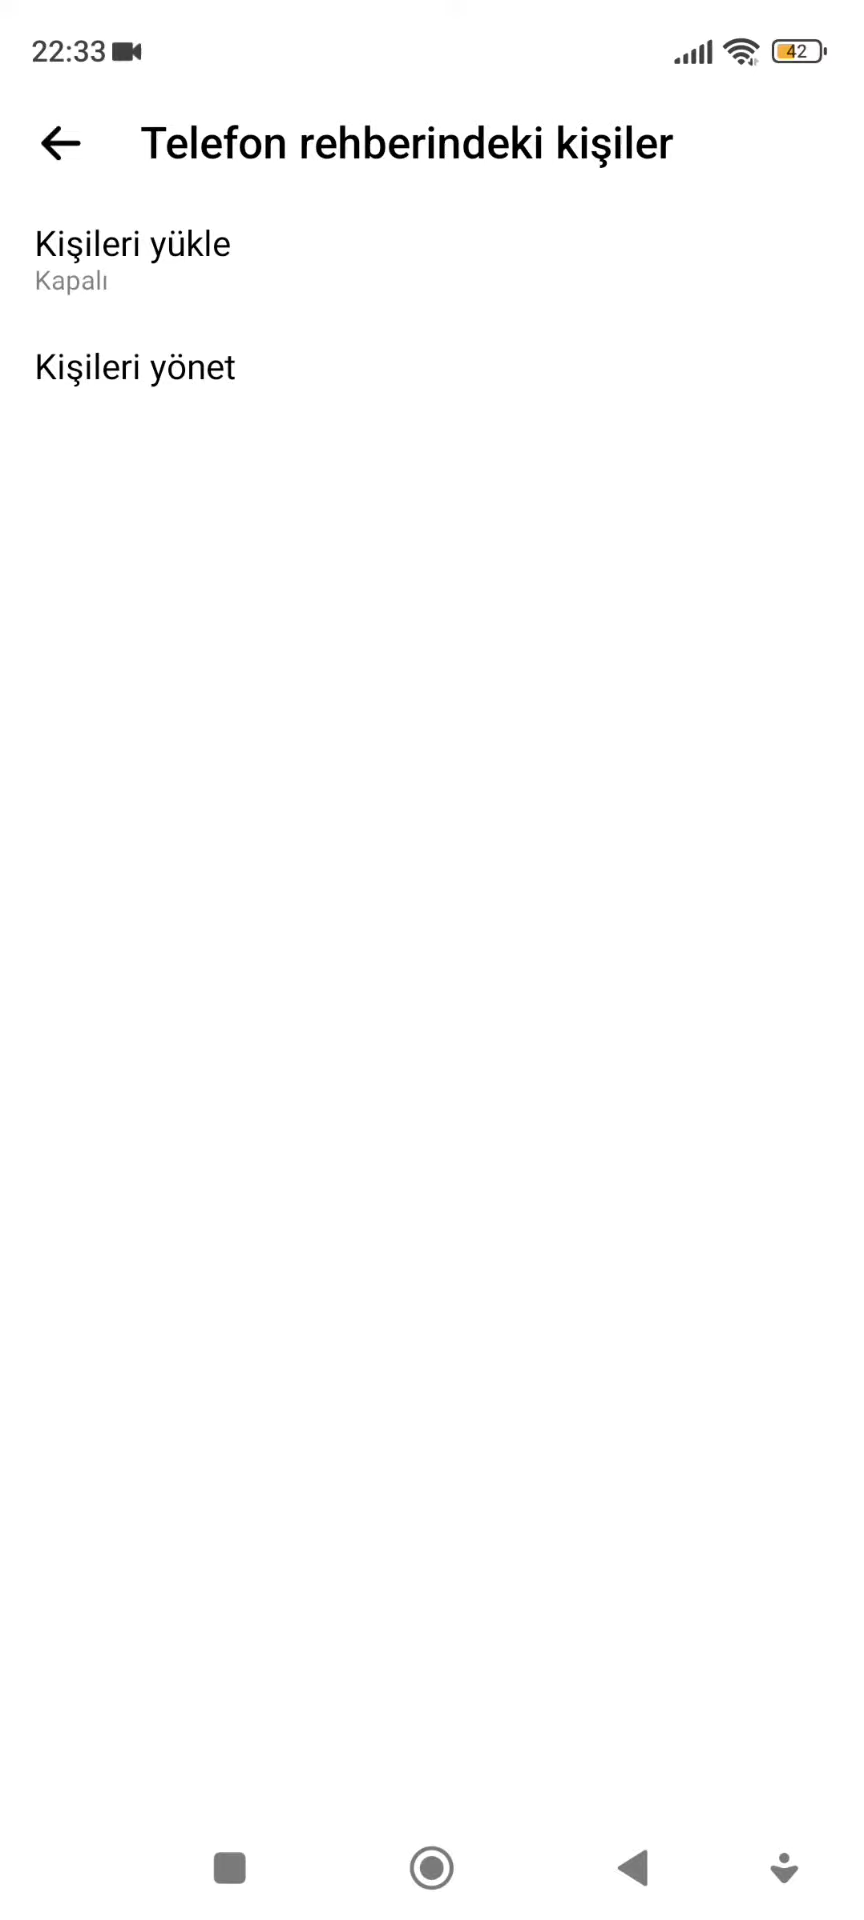 22:33
42
Telefon rehberindeki kişiler
Kişileri yükle
Kapalı
Kişileri yönet